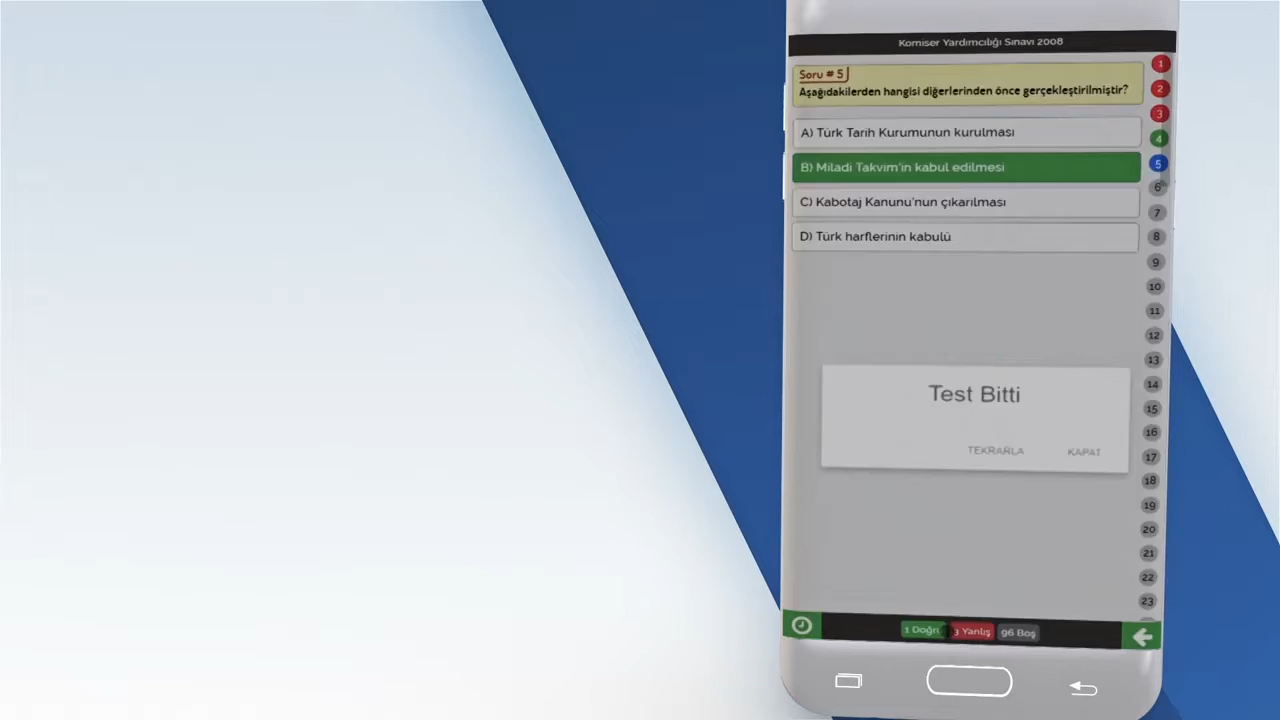 Komiser Yardımcılığı Sınavı 2008
Soru # 5
Aşağıdakilerden hangisi diğerlerinden önce gerçekleştirilmiştir?
A) Türk Tarih Kurumunun kurulması
B) Miladi Takvim'in kabul edilmesi
C) Kabotaj Kanunu'nun çıkarılması
D) Türk harflerinin kabulü
1
2
3
4
5
6
7
8
9
10
11
12
13
14
15
16
17
18
19
20
21
22
23
Test Bitti
TEKRARLA KAPAT
1 Doğru 3 Yanlış 96 Boş